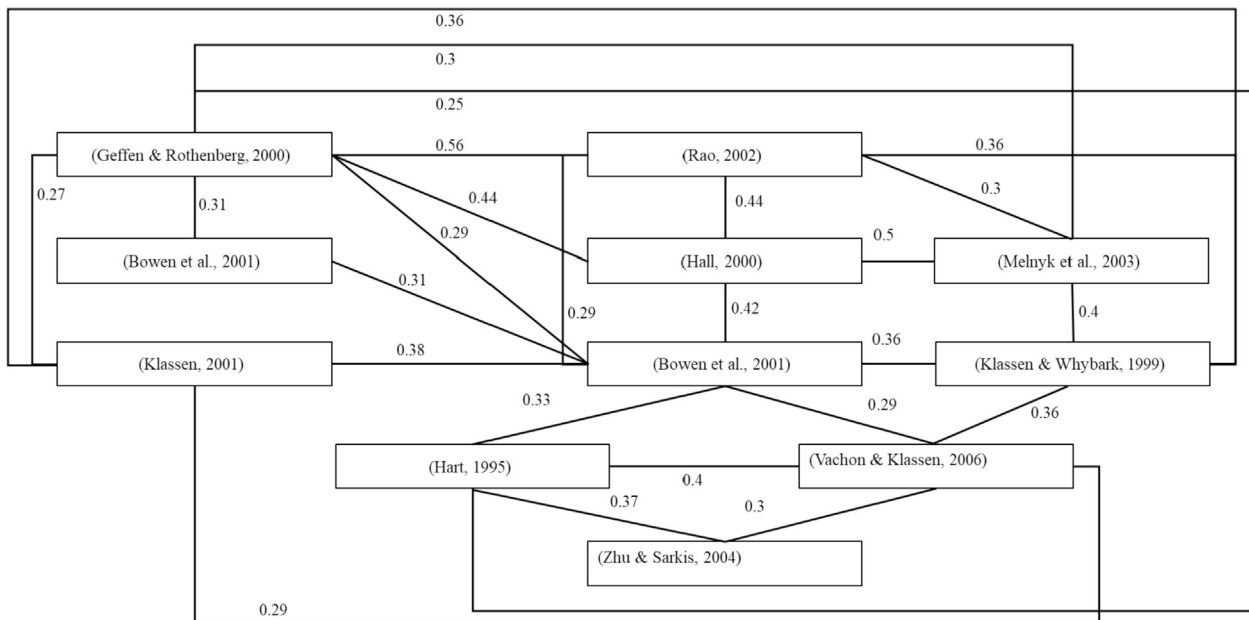 0.36
0.3
0.25
(Geffen & Rothenberg, 2000)
0.56
(Rao, 2002)
0.36
0.27
0.31
0.44
0.44
0.3
0.29
0.5
(Bowen et al., 2001)
(Hall, 2000)
(Melnyk et al., 2003)
0.31
0.29
0.42
0.4
0.38
0.36
(Klassen, 2001)
(Bowen et al., 2001)
(Klassen & Whybark, 1999)
0.33
0.29
0.36
(Hart, 1995)
(Vachon & Klassen, 2006)
0.4
0.37
0.3
(Zhu & Sarkis, 2004)
0.29